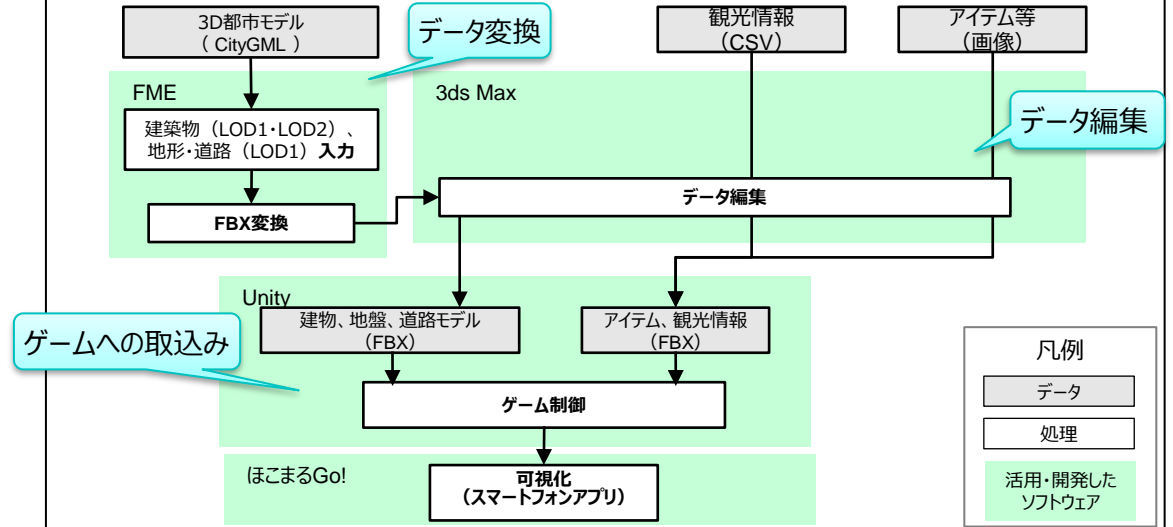 3D都市モデル
（ CityGML ）
データ変換
観光情報
（CSV）
アイテム等
（画像）
FME
3ds Max
建築物（LOD1・LOD2）、
地形・道路（LOD1）入力
データ編集
FBX変換
データ編集
Unity
建物、地盤、道路モデル
（FBX）
アイテム、観光情報
（FBX）
ゲームへの取込み
ゲーム制御
ほこまるGo!
可視化
（スマートフォンアプリ）
凡例
データ
処理
活用・開発した
ソフトウェア